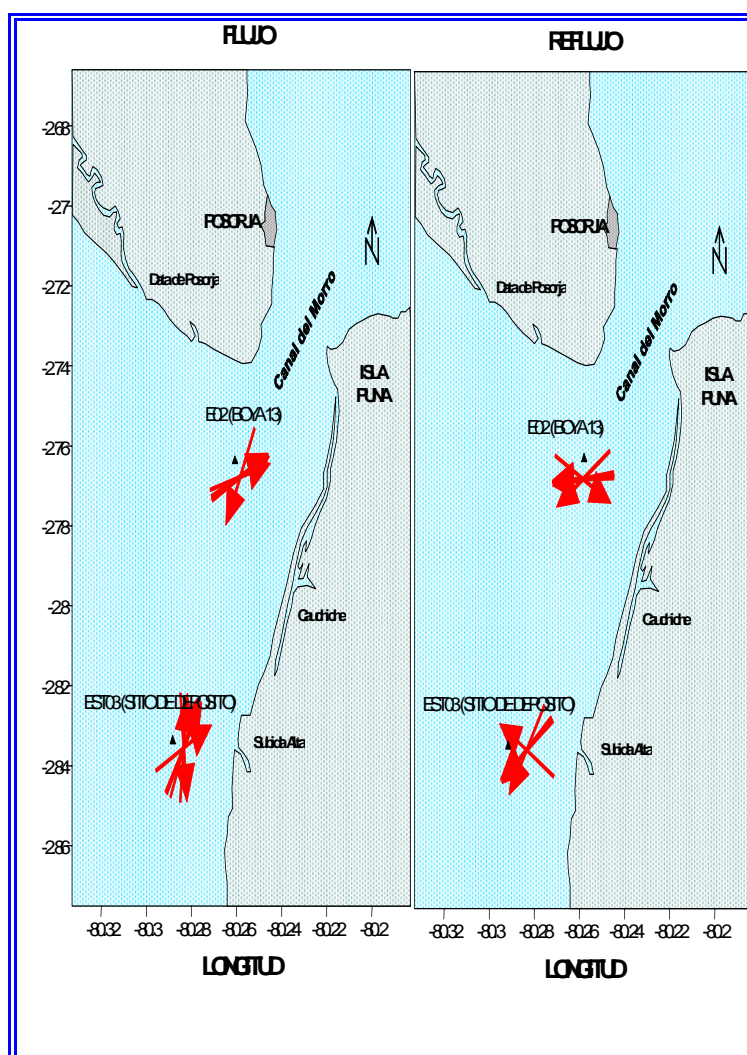 FLUJO
REFLUJO
-2.68
-2.7
-2.72
-2.74
-2.76
-2.78
-2.8
-2.82
-2.84
-2.86
POSORJA
Data de Posorja
Canal del Morro
N
ISLA
PUNA
E02 (BOYA 13)
Cauchiche
EST03 (SITIO DE DEPOSITO)
Subida Alta
-80.32
-80.3
-80.28
-80.26
-80.24
-80.22
-80.2
LONGITUD
POSORJA
Data de Posorja
Canal del Morro
N
ISLA
PUNA
E02 (BOYA 13)
Cauchiche
EST03 (SITIO DE DEPOSITO)
Subida Alta
-80.32
-80.3
-80.28
-80.26
-80.24
-80.22
-80.2
LONGITUD